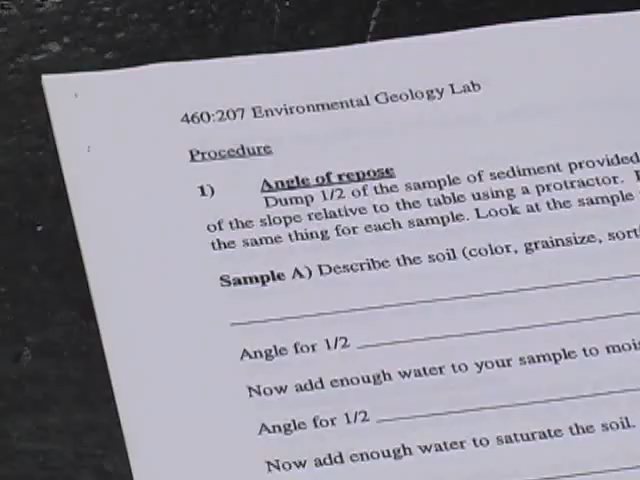 460:207 Environmental Geology Lab
Procedure
1) Angle of repose
Dump 1/2 of the sample of sediment provided
of the slope relative to the table using a protractor.
the same thing for each sample. Look at the sample
Sample A) Describe the soil (color, grainsize, sort
Angle for 1/2
Now add enough water to your sample to mois
Angle for 1/2
Now add enough water to saturate the soil.